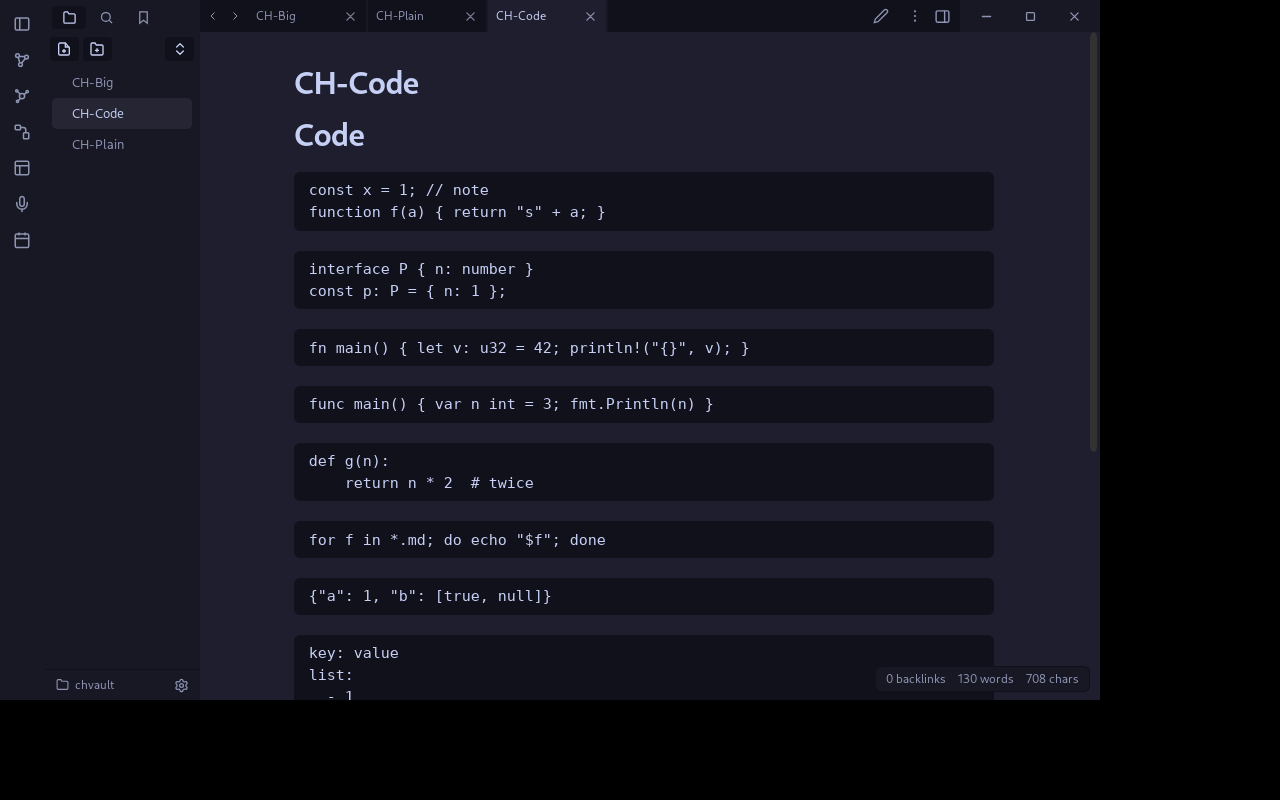 CH-Big
CH-Plain
CH-Code
CH-Big
CH-Code
CH-Plain
CH-Code
Code
const x = 1; // note
function f(a) { return "s" + a; }
interface P { n: number }
const p: P = { n: 1 };
fn main() { let v: u32 = 42; println!("{}", v); }
func main() { var n int = 3; fmt.Println(n) }
def g(n):
    return n * 2  # twice
for f in *.md; do echo "$f"; done
{"a": 1, "b": [true, null]}
key: value
list:
  - 1
chvault
0 backlinks 130 words 708 chars